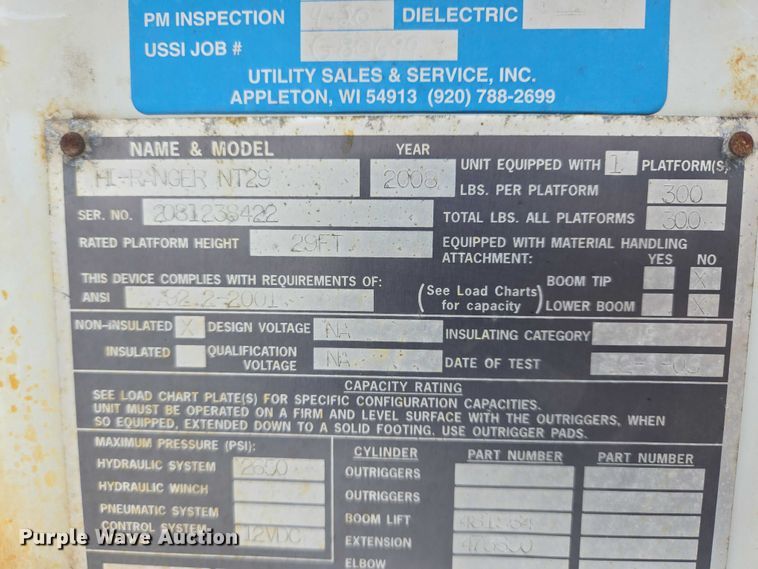 PM INSPECTION DIELECTRIC
USSI JOB #
UTILITY SALES & SERVICE, INC.
APPLETON, WI 54913 (920) 788-2699
NAME & MODEL YEAR
HI-RANGER NT29 2008
UNIT EQUIPPED WITH 1 PLATFORM(S)
LBS. PER PLATFORM 300
SER. NO. 2081238422 TOTAL LBS. ALL PLATFORMS 300
RATED PLATFORM HEIGHT 29FT EQUIPPED WITH MATERIAL HANDLING
ATTACHMENT: YES NO
THIS DEVICE COMPLIES WITH REQUIREMENTS OF:
ANSI 92.2-2001
(See Load Charts for capacity)
BOOM TIP X
LOWER BOOM X
NON-INSULATED X DESIGN VOLTAGE NA INSULATING CATEGORY
INSULATED QUALIFICATION VOLTAGE NA DATE OF TEST
CAPACITY RATING
SEE LOAD CHART PLATE(S) FOR SPECIFIC CONFIGURATION CAPACITIES.
UNIT MUST BE OPERATED ON A FIRM AND LEVEL SURFACE WITH THE OUTRIGGERS, WHEN
SO EQUIPPED, EXTENDED DOWN TO A SOLID FOOTING. USE OUTRIGGER PADS.
MAXIMUM PRESSURE (PSI):
HYDRAULIC SYSTEM 2650
HYDRAULIC WINCH
PNEUMATIC SYSTEM
CONTROL SYSTEM 12VDC
CYLINDER PART NUMBER PART NUMBER
OUTRIGGERS
OUTRIGGERS
BOOM LIFT
EXTENSION
ELBOW
Purple Wave Auction